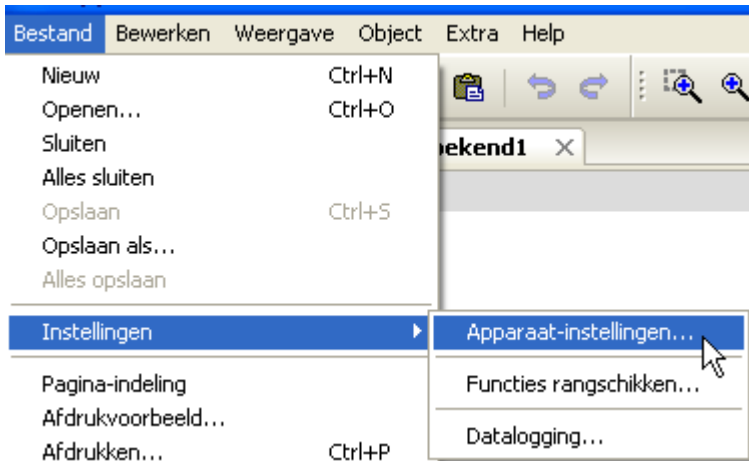 Bestand Bewerken Weergave Object Extra Help
Nieuw Ctrl+N
Openen... Ctrl+O
Sluiten
ekend1
Alles sluiten
Opslaan Ctrl+S
Opslaan als...
Alles opslaan
Instellingen
Apparaat-instellingen...
Pagina-indeling
Functies rangschikken...
Afdrukvoorbeeld...
Datalogging...
Afdrukken... Ctrl+P